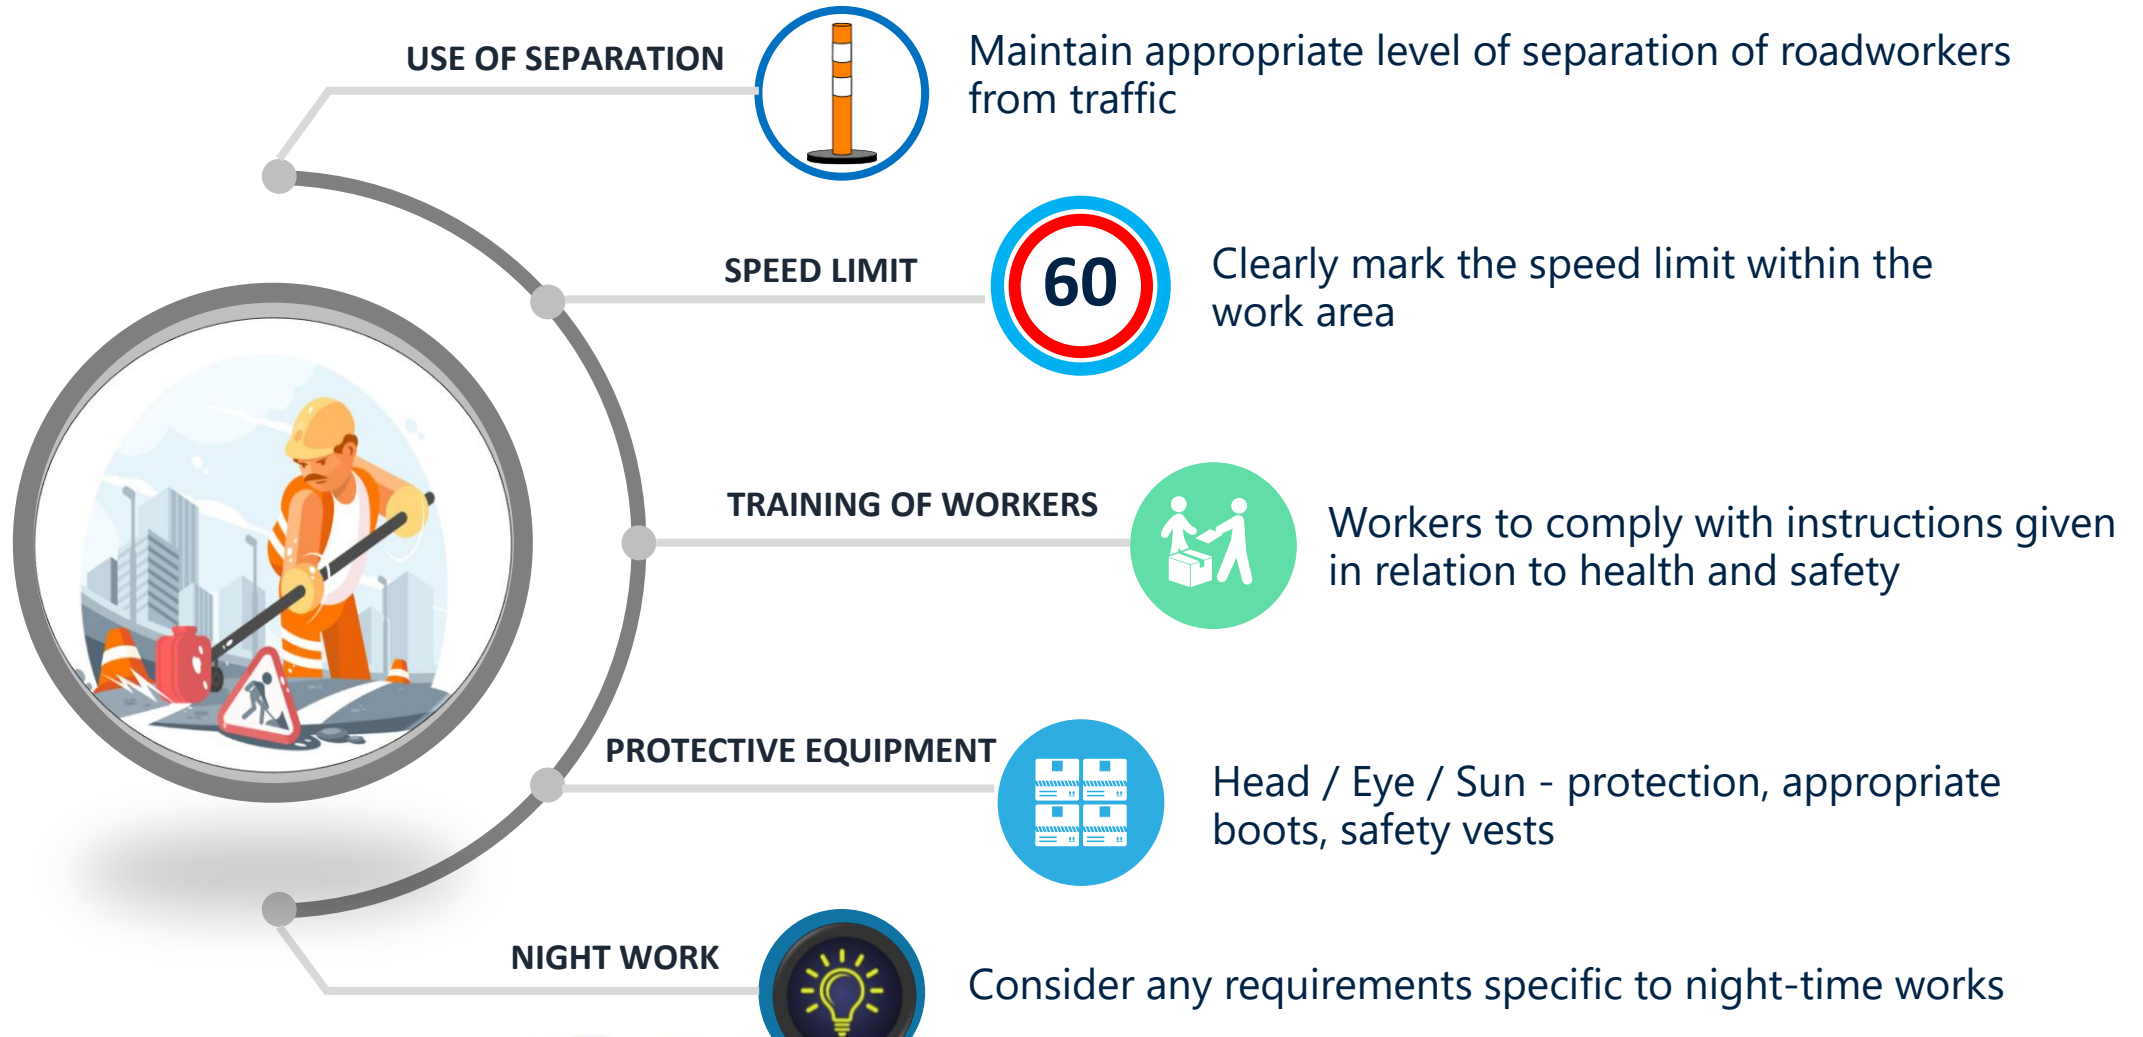 USE OF SEPARATION
Maintain appropriate level of separation of roadworkers
from traffic
SPEED LIMIT
60
Clearly mark the speed limit within the
work area
TRAINING OF WORKERS
Workers to comply with instructions given
in relation to health and safety
PROTECTIVE EQUIPMENT
Head / Eye / Sun - protection, appropriate
boots, safety vests
NIGHT WORK
Consider any requirements specific to night-time works